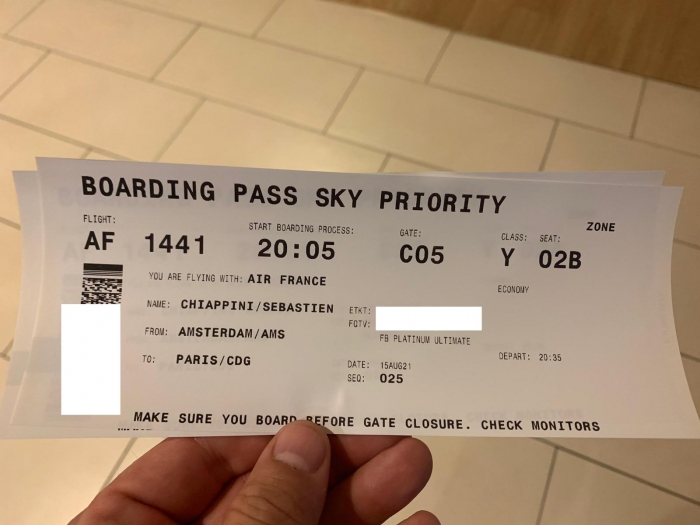 BOARDING PASS SKY PRIORITY
ZONE
FLIGHT: START BOARDING PROCESS: GATE: CLASS: SEAT:
AF 1441 20:05 C05 Y 02B
YOU ARE FLYING WITH: AIR FRANCE ECONOMY
NAME: CHIAPPINI/SEBASTIEN ETKT:
FQTV:
FROM: AMSTERDAM/AMS FB PLATINUM ULTIMATE
DEPART: 20:35
TO: PARIS/CDG DATE: 15AUG21
SEQ: 025
MAKE SURE YOU BOARD BEFORE GATE CLOSURE. CHECK MONITORS